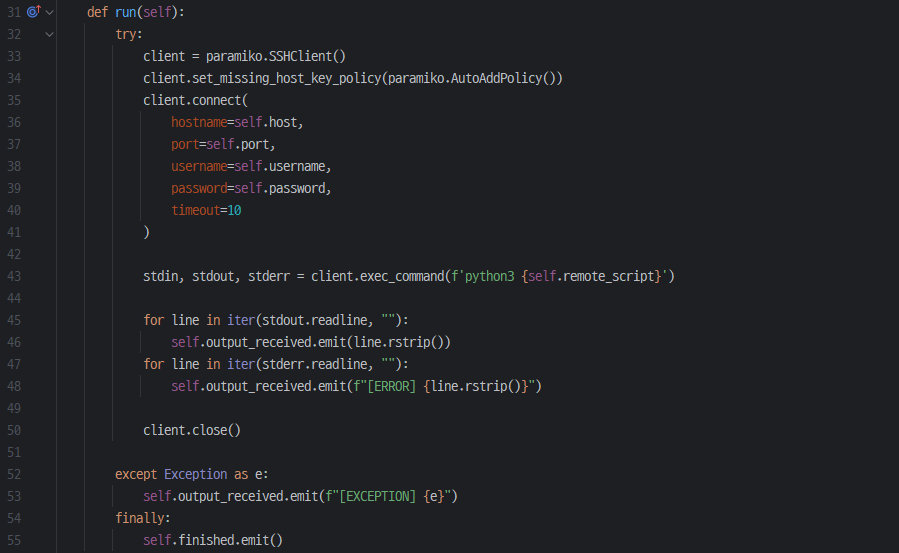 31 def run(self):
32 try:
33 client = paramiko.SSHClient()
34 client.set_missing_host_key_policy(paramiko.AutoAddPolicy())
35 client.connect(
36 hostname=self.host,
37 port=self.port,
38 username=self.username,
39 password=self.password,
40 timeout=10
41 )
42
43 stdin, stdout, stderr = client.exec_command(f'python3 {self.remote_script}')
44
45 for line in iter(stdout.readline, ""):
46 self.output_received.emit(line.rstrip())
47 for line in iter(stderr.readline, ""):
48 self.output_received.emit(f"[ERROR] {line.rstrip()}")
49
50 client.close()
51
52 except Exception as e:
53 self.output_received.emit(f"[EXCEPTION] {e}")
54 finally:
55 self.finished.emit()